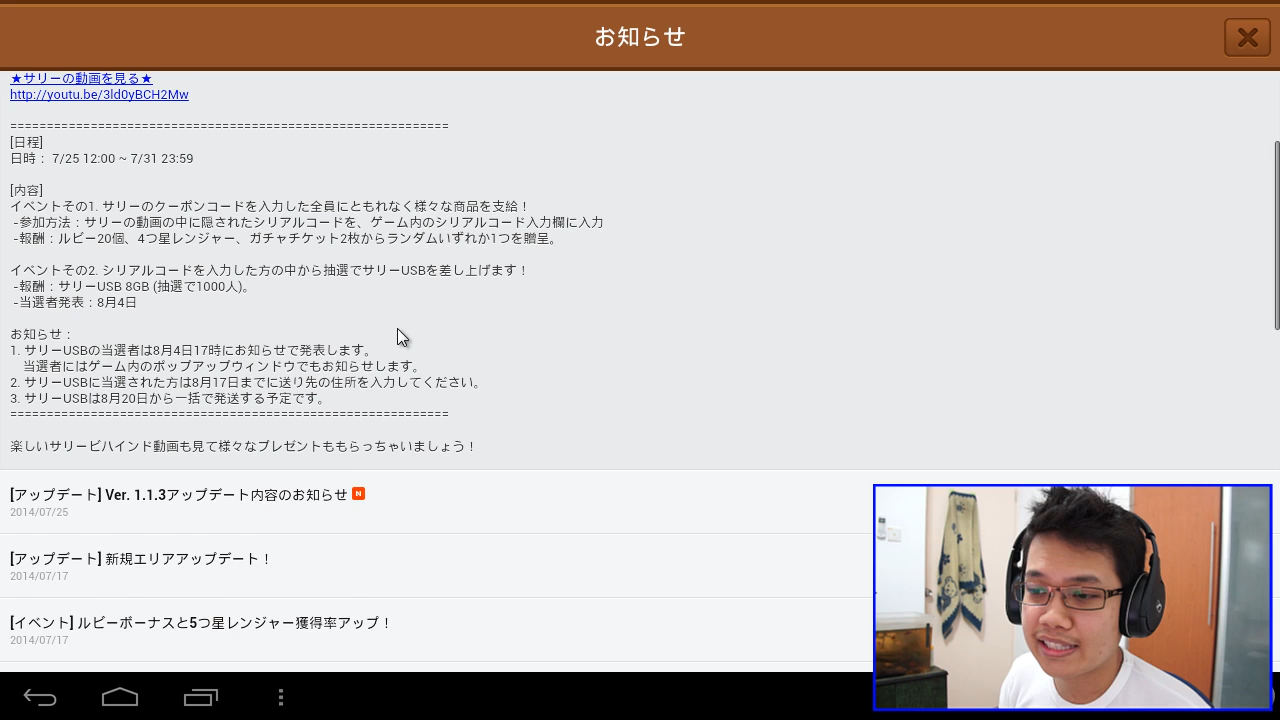 お知らせ
★サリーの動画を見る★
http://youtu.be/3ld0yBCH2Mw
============================================================
[日程]
日時： 7/25 12:00 ~ 7/31 23:59
[内容]
イベントその1. サリーのクーポンコードを入力した全員にともれなく様々な商品を支給！
-参加方法：サリーの動画の中に隠されたシリアルコードを、ゲーム内のシリアルコード入力欄に入力
-報酬：ルビー20個、4つ星レンジャー、ガチャチケット2枚からランダムいずれか1つを贈呈。
イベントその2. シリアルコードを入力した方の中から抽選でサリーUSBを差し上げます！
-報酬：サリーUSB 8GB (抽選で1000人)。
-当選者発表：8月4日
お知らせ：
1. サリーUSBの当選者は8月4日17時にお知らせで発表します。
当選者にはゲーム内のポップアップウィンドウでもお知らせします。
2. サリーUSBに当選された方は8月17日までに送り先の住所を入力してください。
3. サリーUSBは8月20日から一括で発送する予定です。
============================================================
楽しいサリービハインド動画も見て様々なプレゼントももらっちゃいましょう！
[アップデート] Ver. 1.1.3アップデート内容のお知らせ N
2014/07/25
[アップデート] 新規エリアアップデート！
2014/07/17
[イベント] ルビーボーナスと5つ星レンジャー獲得率アップ！
2014/07/17